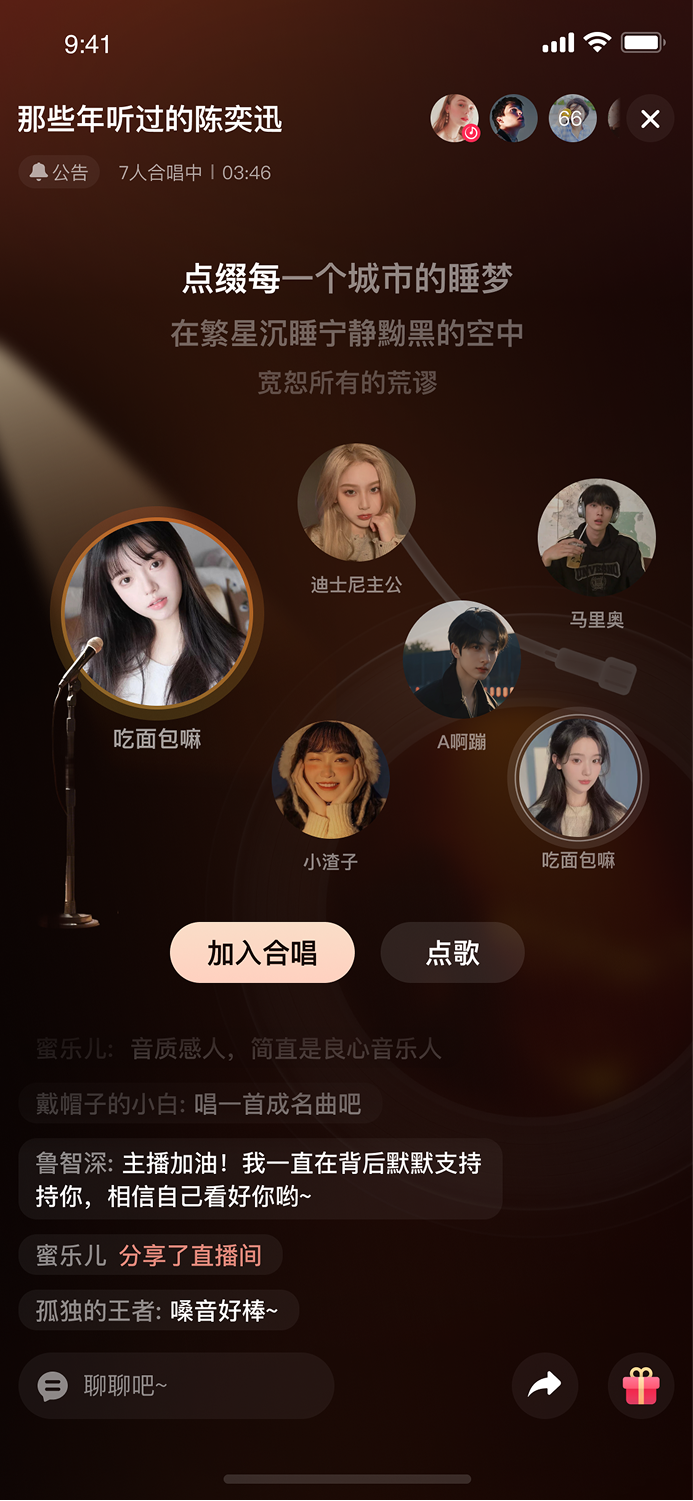 9:41
那些年听过的陈奕迅
66
公告 7人合唱中 | 03:46
点缀每一个城市的睡梦
在繁星沉睡宁静黝黑的空中
宽恕所有的荒谬
迪士尼主公
马里奥
吃面包嘛
A啊蹦
小渣子
吃面包嘛
加入合唱 点歌
蜜乐儿: 音质感人，简直是良心音乐人
戴帽子的小白: 唱一首成名曲吧
鲁智深: 主播加油！我一直在背后默默支持
持你，相信自己看好你哟~
蜜乐儿 分享了直播间
孤独的王者: 嗓音好棒~
聊聊吧~